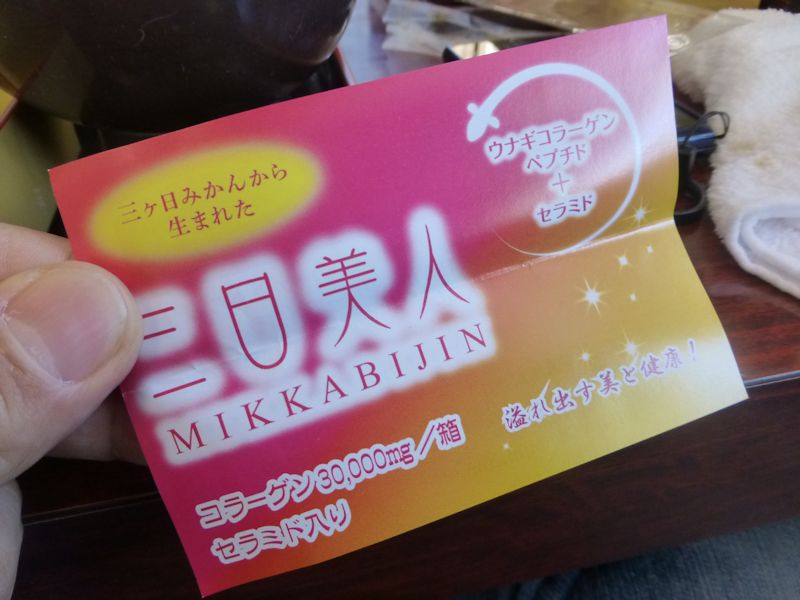 三ヶ日みかんから
生まれた
ウナギコラーゲン
ペプチド
+
セラミド
三日美人
MIKKABIJIN
溢れ出す美と健康！
コラーゲン30,000mg/箱
セラミド入り